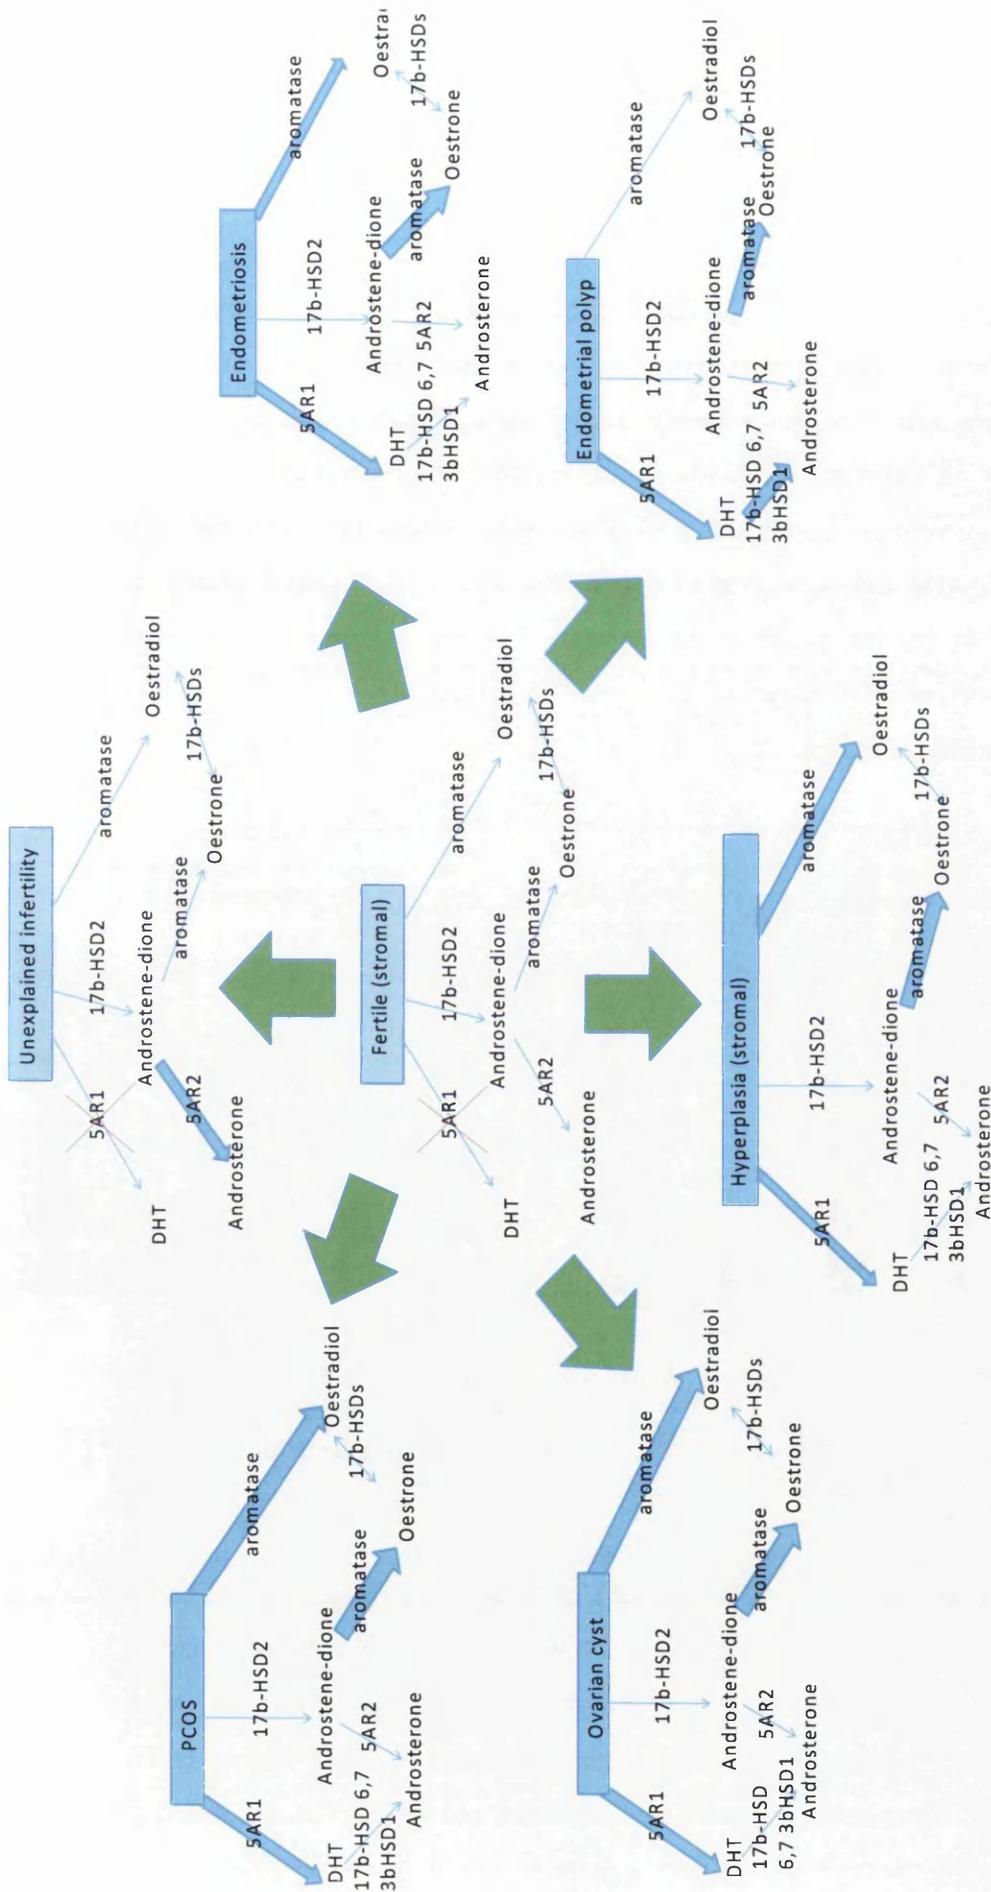 PCOS
5AR1
17b-HSD2
aromatase
DHT
Androstene-dione
Oestradiol
17b-HSD 6,7
3bHSD1
5AR2
aromatase
17b-HSDs
Androsterone
Oestrone
Unexplained infertility
5AR1
17b-HSD2
aromatase
DHT
Androstene-dione
Oestradiol
5AR2
aromatase
17b-HSDs
Androsterone
Oestrone
Endometriosis
5AR1
17b-HSD2
aromatase
DHT
Androstene-dione
Oestra
17b-HSD 6,7
3bHSD1
5AR2
aromatase
17b-HSDs
Androsterone
Oestrone
Fertile (stromal)
5AR1
17b-HSD2
aromatase
DHT
Androstene-dione
Oestradiol
5AR2
aromatase
17b-HSDs
Androsterone
Oestrone
Ovarian cyst
5AR1
17b-HSD2
aromatase
DHT
Androstene-dione
Oestradiol
17b-HSD
6,7 3bHSD1
5AR2
aromatase
17b-HSDs
Androsterone
Oestrone
Hyperplasia (stromal)
5AR1
17b-HSD2
aromatase
DHT
Androstene-dione
Oestradiol
17b-HSD 6,7
3bHSD1
5AR2
aromatase
17b-HSDs
Androsterone
Oestrone
Endometrial polyp
5AR1
17b-HSD2
aromatase
DHT
Androstene-dione
Oestradiol
17b-HSD 6,7
3bHSD1
5AR2
aromatase
17b-HSDs
Androsterone
Oestrone